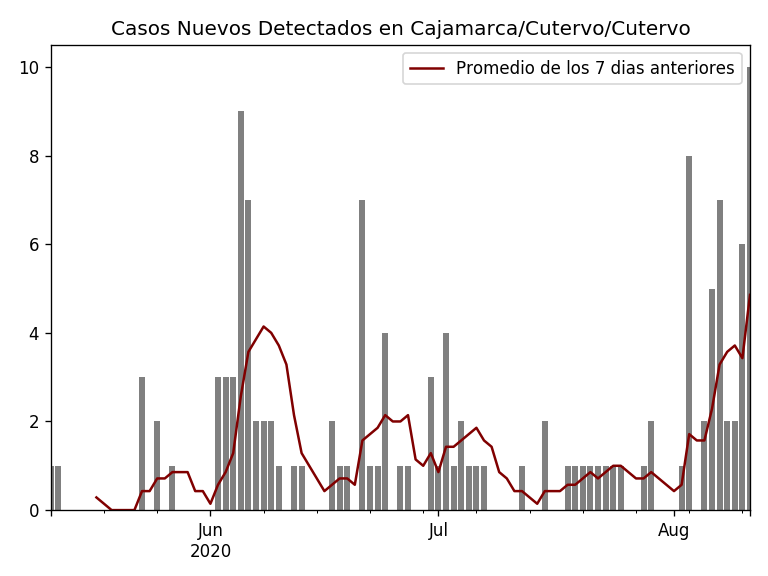 Casos Nuevos Detectados en Cajamarca/Cutervo/Cutervo
Promedio de los 7 dias anteriores
10
8
6
4
2
0
Jun
2020
Jul
Aug